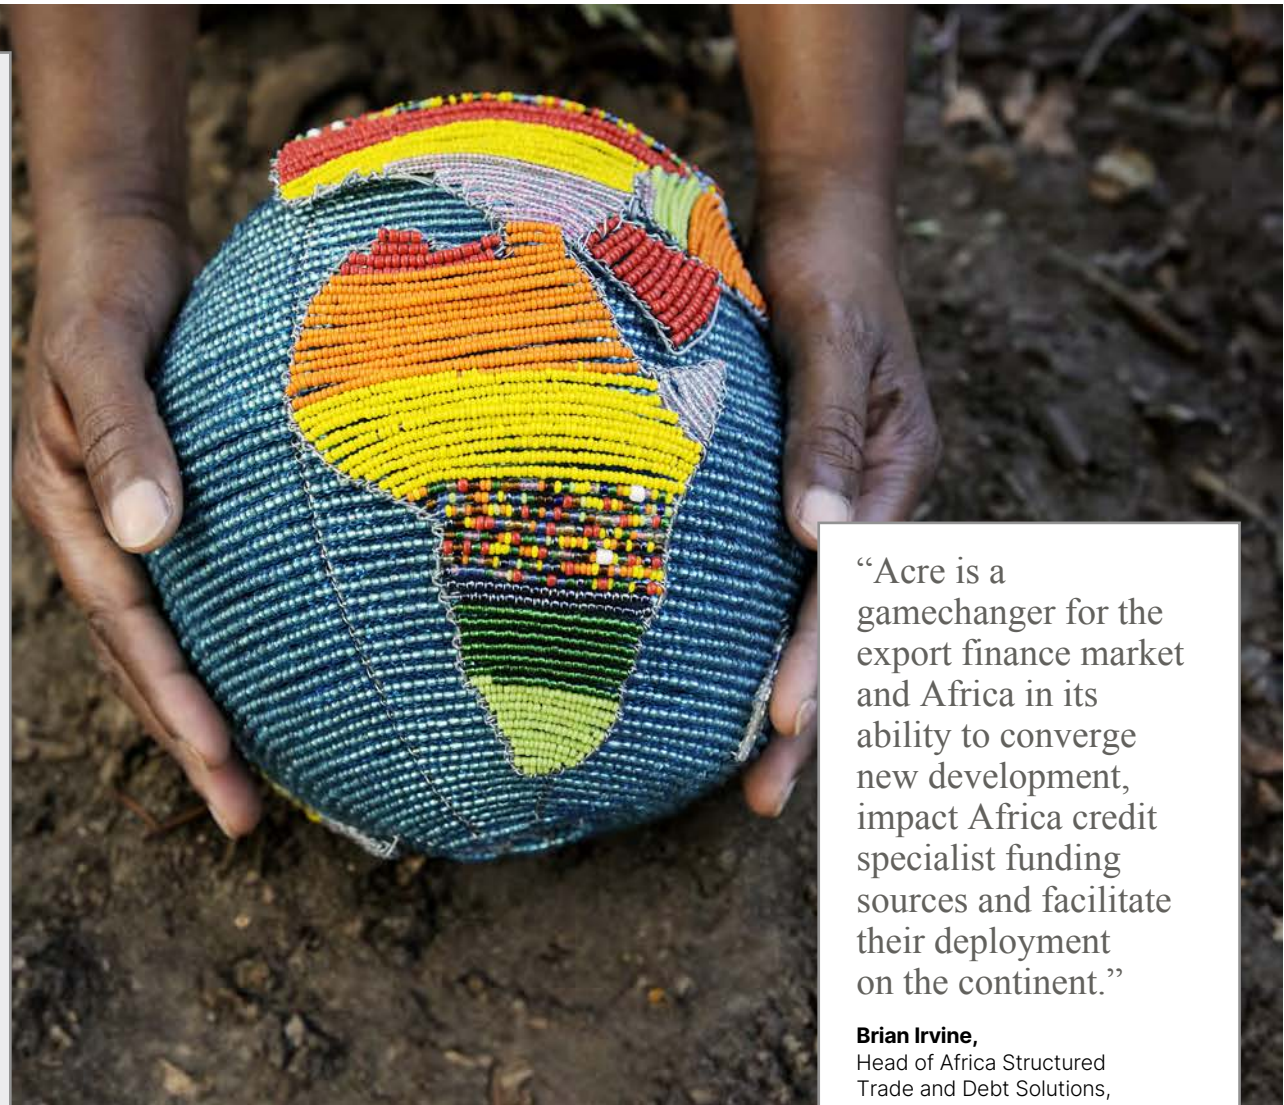 “Acre is a
gamechanger for the
export finance market
and Africa in its
ability to converge
new development,
impact Africa credit
specialist funding
sources and facilitate
their deployment
on the continent.”
Brian Irvine,
Head of Africa Structured
Trade and Debt Solutions,